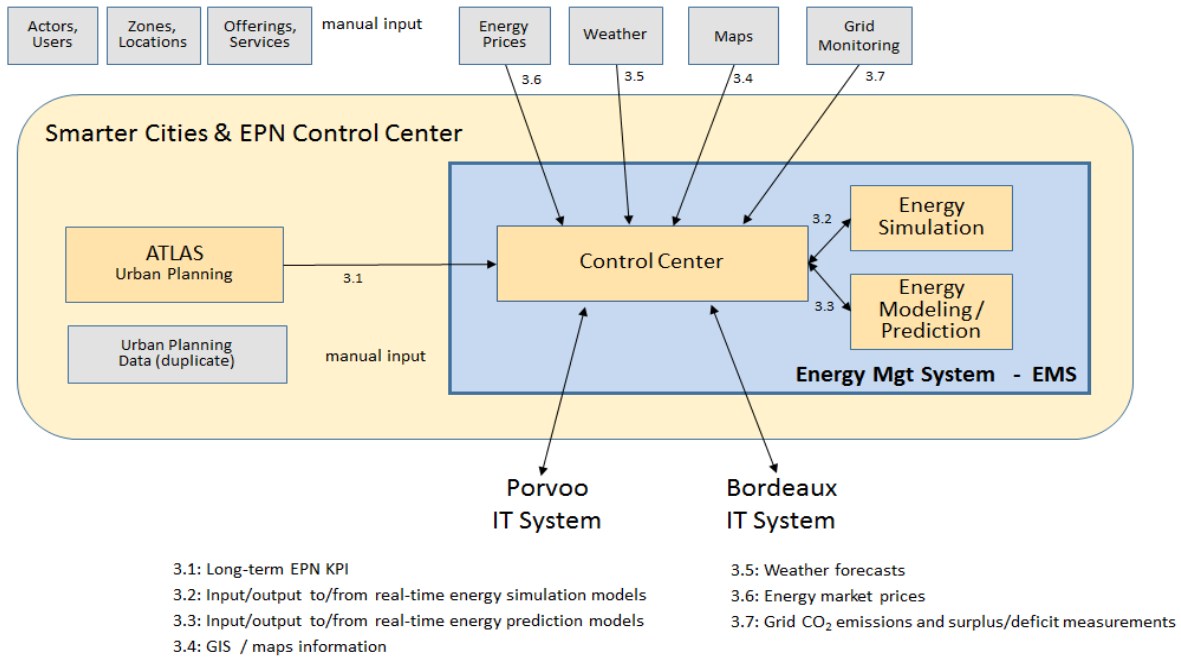 Actors,
Users
Zones,
Locations
Offerings,
Services
manual input
Energy
Prices
Weather
Maps
Grid
Monitoring
3.6
3.5
3.4
3.7
Smarter Cities & EPN Control Center
ATLAS
Urban Planning
3.1
Control Center
3.2
Energy
Simulation
3.3
Energy
Modeling /
Prediction
Urban Planning
Data (duplicate)
manual input
Energy Mgt System - EMS
Porvoo
IT System
Bordeaux
IT System
3.1: Long-term EPN KPI
3.2: Input/output to/from real-time energy simulation models
3.3: Input/output to/from real-time energy prediction models
3.4: GIS / maps information
3.5: Weather forecasts
3.6: Energy market prices
3.7: Grid CO₂ emissions and surplus/deficit measurements